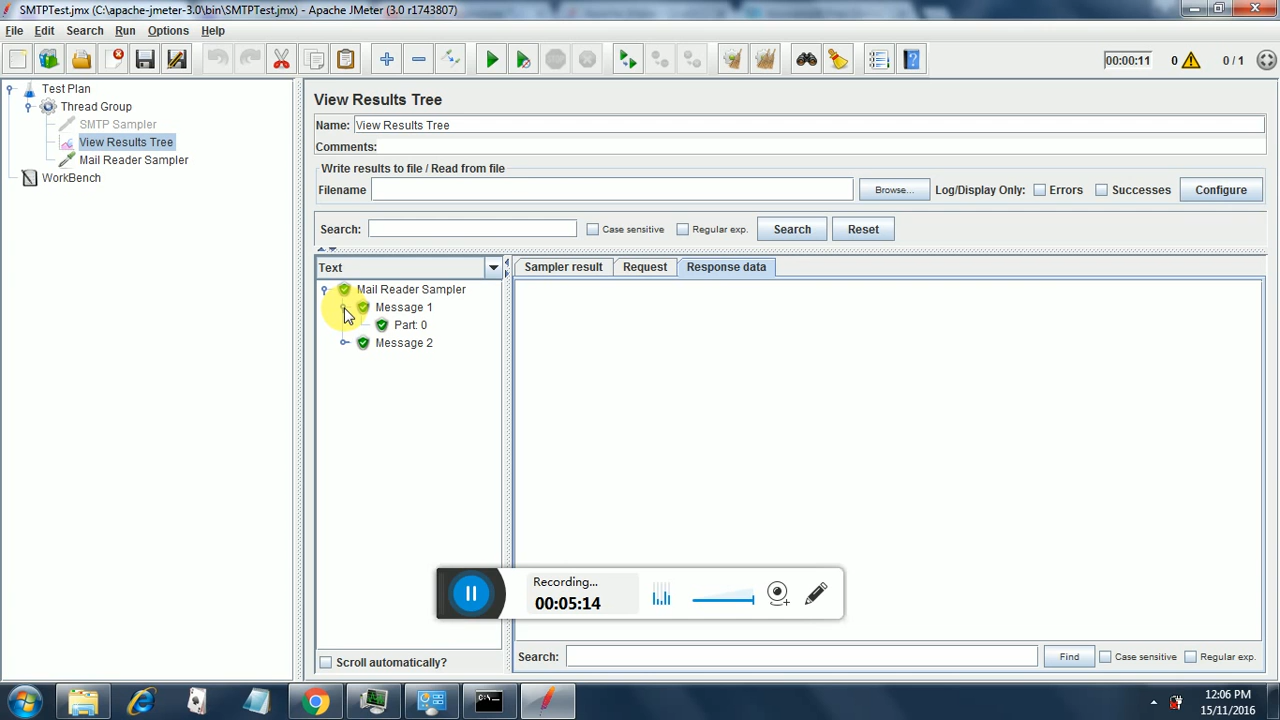 SMTPTest.jmx (C:\apache-jmeter-3.0\bin\SMTPTest.jmx) - Apache JMeter (3.0 r1743807)
File Edit Search Run Options Help
00:00:11 0 0 / 1
Test Plan
Thread Group
SMTP Sampler
View Results Tree
Mail Reader Sampler
WorkBench
View Results Tree
Name: View Results Tree
Comments:
Write results to file / Read from file
Filename Browse... Log/Display Only: Errors Successes Configure
Search: Case sensitive Regular exp. Search Reset
Text
Sampler result Request Response data
Mail Reader Sampler
Message 1
Part: 0
Message 2
Recording...
00:05:14
Scroll automatically?
Search: Find Case sensitive Regular exp.
12:06 PM
15/11/2016